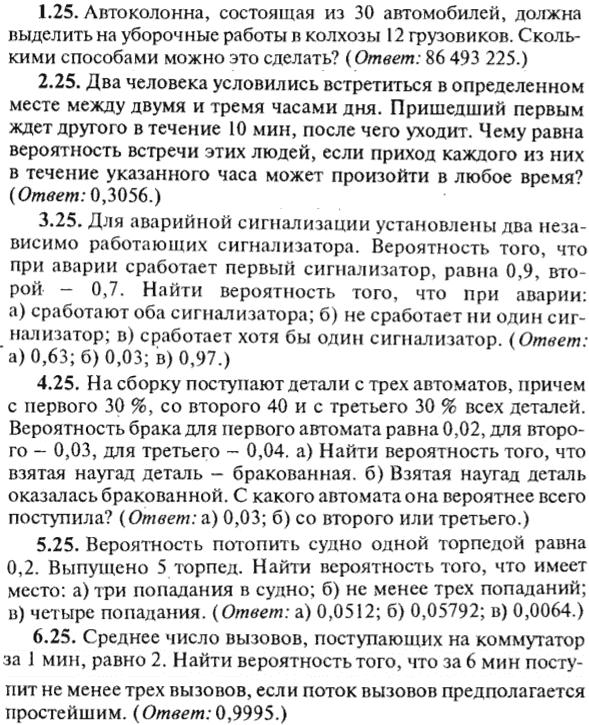 1.25. Автоколонна, состоящая из 30 автомобилей, должна
выделить на уборочные работы в колхозы 12 грузовиков. Сколь-
кими способами можно это сделать? (Ответ: 86 493 225.)
2.25. Два человека условились встретиться в определенном
месте между двумя и тремя часами дня. Пришедший первым
ждет другого в течение 10 мин, после чего уходит. Чему равна
вероятность встречи этих людей, если приход каждого из них
в течение указанного часа может произойти в любое время?
(Ответ: 0,3056.)
3.25. Для аварийной сигнализации установлены два неза-
висимо работающих сигнализатора. Вероятность того, что
при аварии сработает первый сигнализатор, равна 0,9, вто-
рой – 0,7. Найти вероятность того, что при аварии:
а) сработают оба сигнализатора; б) не сработает ни один сиг-
нализатор; в) сработает хотя бы один сигнализатор. (Ответ:
а) 0,63; б) 0,03; в) 0,97.)
4.25. На сборку поступают детали с трех автоматов, причем
с первого 30 %, со второго 40 и с третьего 30 % всех деталей.
Вероятность брака для первого автомата равна 0,02, для второ-
го – 0,03, для третьего – 0,04. а) Найти вероятность того, что
взятая наугад деталь – бракованная. б) Взятая наугад деталь
оказалась бракованной. С какого автомата она вероятнее всего
поступила? (Ответ: а) 0,03; б) со второго или третьего.)
5.25. Вероятность потопить судно одной торпедой равна
0,2. Выпущено 5 торпед. Найти вероятность того, что имеет
место: а) три попадания в судно; б) не менее трех попаданий;
в) четыре попадания. (Ответ: а) 0,0512; б) 0,05792; в) 0,0064.)
6.25. Среднее число вызовов, поступающих на коммутатор
за 1 мин, равно 2. Найти вероятность того, что за 6 мин посту-
пит не менее трех вызовов, если поток вызовов предполагается
простейшим. (Ответ: 0,9995.)